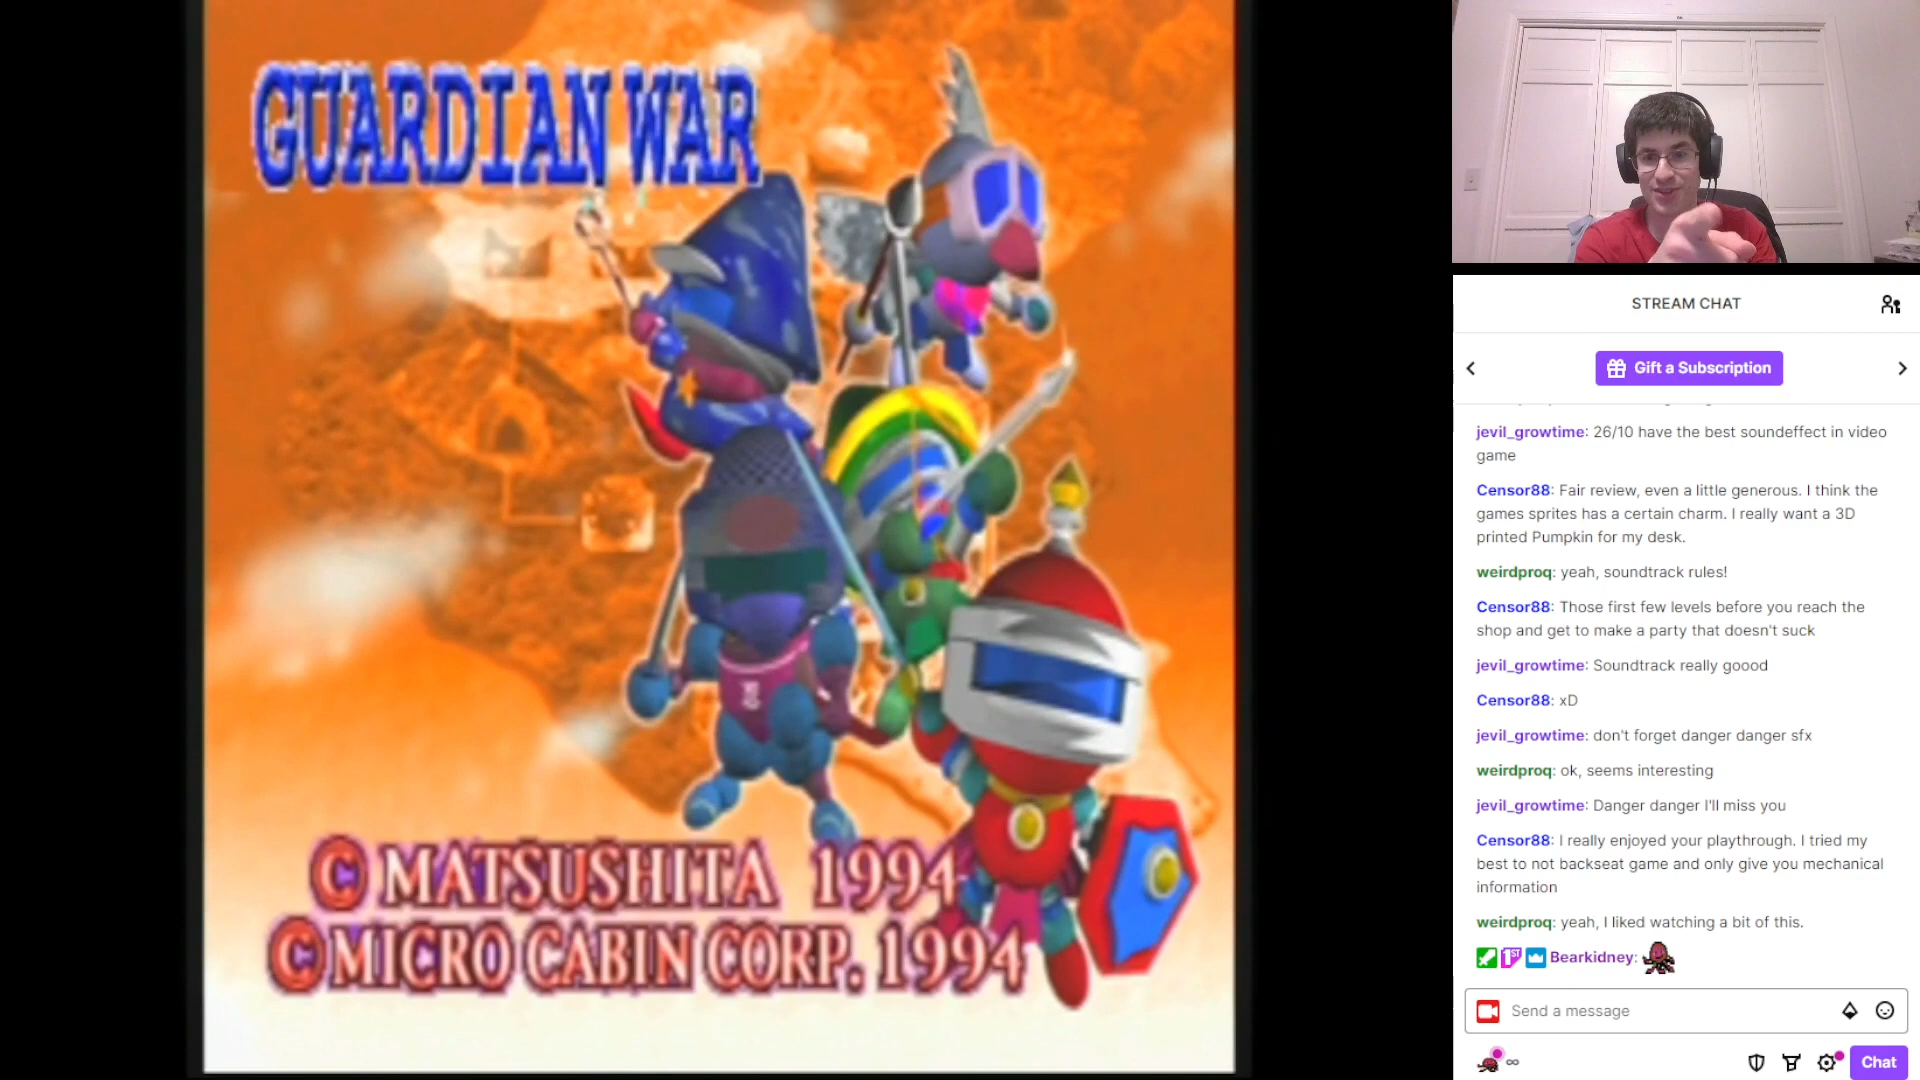 GUARDIAN WAR
© MATSUSHITA 1994
© MICRO CABIN CORP. 1994
STREAM CHAT
Gift a Subscription
jevil_growtime: 26/10 have the best soundeffect in video
game
Censor88: Fair review, even a little generous. I think the
games sprites has a certain charm. I really want a 3D
printed Pumpkin for my desk.
weirdproq: yeah, soundtrack rules!
Censor88: Those first few levels before you reach the
shop and get to make a party that doesn't suck
jevil_growtime: Soundtrack really goood
Censor88: xD
jevil_growtime: don't forget danger danger sfx
weirdproq: ok, seems interesting
jevil_growtime: Danger danger I'll miss you
Censor88: I really enjoyed your playthrough. I tried my
best to not backseat game and only give you mechanical
information
weirdproq: yeah, I liked watching a bit of this.
1ST Bearkidney:
Send a message
∞
Chat